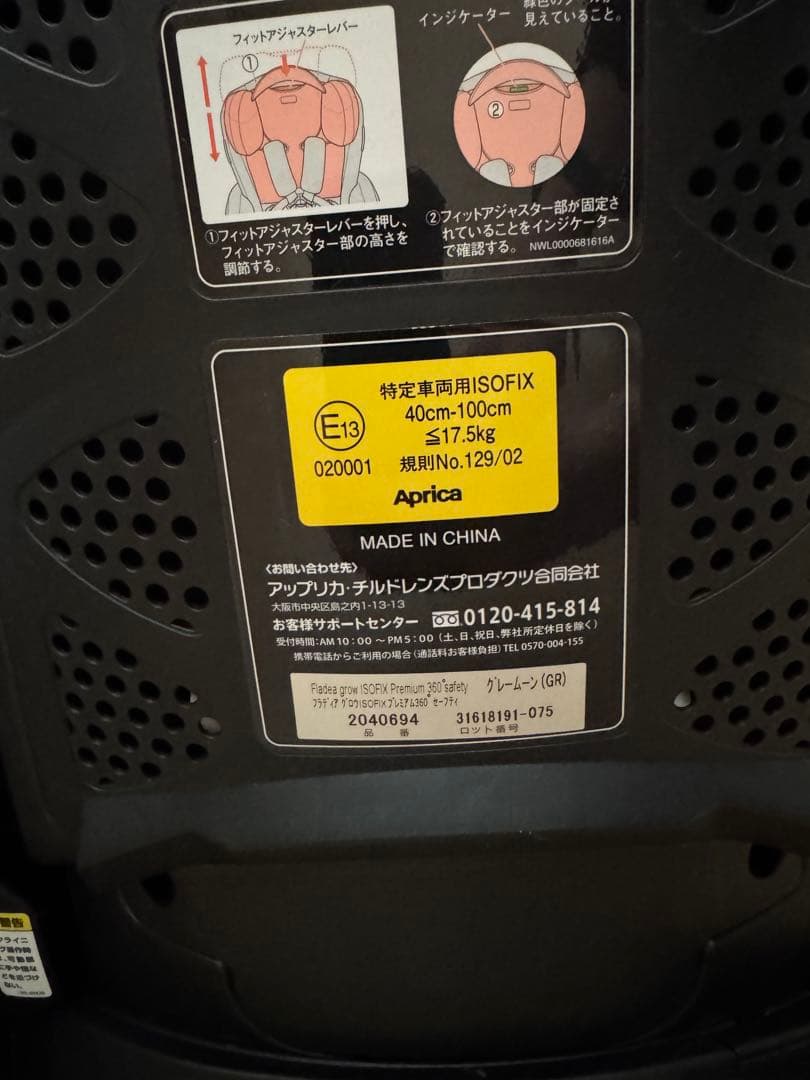 フィットアジャスターレバー
①
①フィットアジャスターレバーを押し、
フィットアジャスター部の高さを
調節する。
インジケーター
見えていること。
②
②フィットアジャスター部が固定さ
れていることをインジケーター
で確認する。 NWL0000681616A
特定車両用ISOFIX
40cm-100cm
≦17.5kg
規則No.129/02
E13
020001
Aprica
MADE IN CHINA
〈お問い合わせ先〉
アップリカ・チルドレンズプロダクツ合同会社
大阪市中央区島之内1-13-13
お客様サポートセンター 0120-415-814
受付時間:AM10:00～PM5:00(土、日、祝日、弊社所定休日を除く)
携帯電話からご利用の場合(通話料お客様負担)TEL 0570-004-155
Fladea grow ISOFIX Premium 360°safety グレームーン(GR)
フラディア グロウISOFIXプレミアム360°セーフティ
2040694 31618191-075
品番 ロット番号
警告